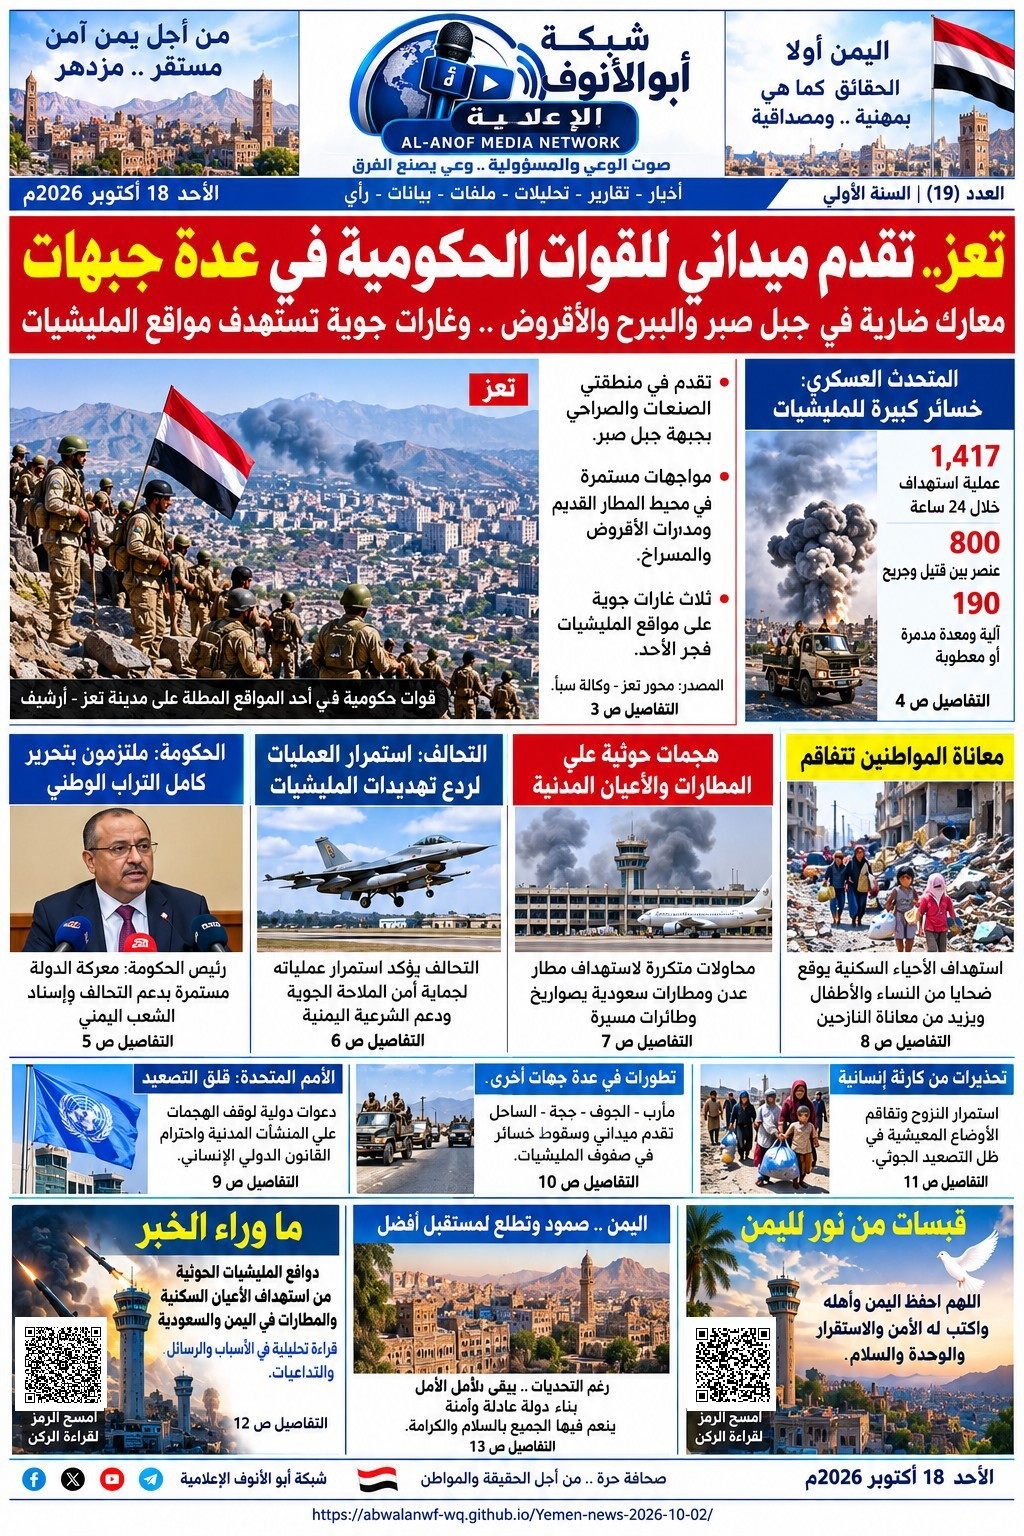 من أجل يمن آمن
مستقر .. مزدهر
شبكة
أبوالأنوف
الإعلامية
AL-ANOF MEDIA NETWORK
صوت الوعي والمسؤولية .. وعي يصنع الفرق
اليمن أولا
الحقائق كما هي
بمهنية .. ومصداقية
العدد (19) | السنة الأولي
أخبار - تقارير - تحليلات - ملفات - بيانات - رأي
الأحد 18 أكتوبر 2026م
تعز.. تقدم ميداني للقوات الحكومية في عدة جبهات
معارك ضارية في جبل صبر والببرح والأقروض .. وغارات جوية تستهدف مواقع المليشيات
المتحدث العسكري:
خسائر كبيرة للمليشيات
1,417
عملية استهداف
خلال 24 ساعة
800
عنصر بين قتيل وجريح
190
آلية ومعدة مدمرة
أو معطوبة
التفاصيل ص 4
تقدم في منطقتي
الصنعات والصراحي
بجبهة جبل صبر.
مواجهات مستمرة
في محيط المطار القديم
ومدرات الأقروض
والمسراخ.
ثلاث غارات جوية
على مواقع المليشيات
فجر الأحد.
المصدر: محور تعز - وكالة سبأ.
التفاصيل ص 3
تعز
قوات حكومية في أحد المواقع المطلة على مدينة تعز - أرشيف
معاناة المواطنين تتفاقم
استهداف الأحياء السكنية يوقع
ضحايا من النساء والأطفال
ويزيد من معاناة النازحين
التفاصيل ص 8
هجمات حوثية علي
المطارات والأعيان المدنية
محاولات متكررة لاستهداف مطار
عدن ومطارات سعودية بصواريخ
وطائرات مسيرة
التفاصيل ص 7
التحالف: استمرار العمليات
لردع تهديدات المليشيات
التحالف يؤكد استمرار عملياته
لجماية أمن الملاحة الجوية
ودعم الشرعية اليمنية
التفاصيل ص 6
الحكومة: ملتزمون بتحرير
كامل التراب الوطني
رئيص الحكومة: معركة الدولة
مستمرة بدعم التحالف وإسناد
الشعب اليمني
التفاصيل ص 5
تحذيرات من كارثة إنسانية
استمرار النزوح وتفاقم
الأوضاع المعيشية في
ظل التصعيد الجوثي.
التفاصيل ص 11
تطورات في عدة جهات أخرى.
مأرب - الجوف - حجة - الساحل
تقدم ميداني وسقوط خسائر
في صفوف المليشيات.
التفاصيل ص 10
الأمم المتحدة: قلق التصعيد
دعوات دولية لوقف الهجمات
علي المنشأت المدنية واحترام
القانون الدولي الإنساني.
التفاصيل ص 9
قبسات من نور لليمن
اللهم احفظ اليمن وأهله
واكتب له الأمن والاستقرار
والوحدة والسلام.
امسح الرمز
لقراءة الركن
اليمن .. صمود وتطلع لمستقبل أفضل
رغم التحديات .. يبقى الأمل
بناء دولة عادلة وآمنة
ينعم فيها الجميع بالسلام والكرامة.
التفاصيل ص 13
ما وراء الخبر
دوافع المليشيات الحوثية
من استهداف الأعيان السكنية
والمطارات في اليمن والسعودية
قراءة تحليلية في الأسباب والرسائل.
والتداعيات.
التفاصيل ص 12
امسح الرمز
لقراءة الركن
الأحد 18 أكتوبر 2026م
صحافة حرة .. من أجل الحقيقة والمواطن
شبكة أبو الأنوف الإعلامية
https://abwalanwf-wq.github.io/Yemen-news-2026-10-02/